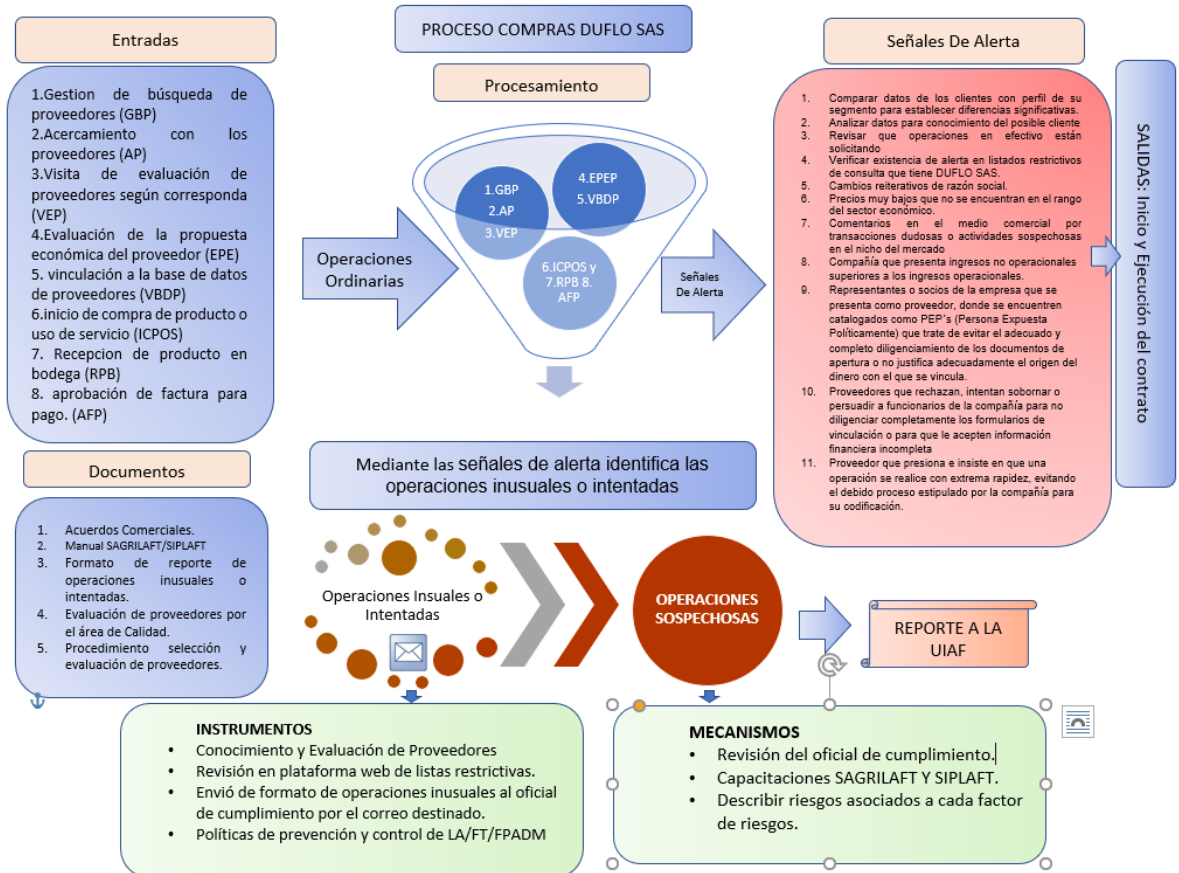 PROCESO COMPRAS DUFLO SAS
Entradas
1.Gestion de búsqueda de
proveedores (GBP)
2.Acercamiento con los
proveedores (AP)
3.Visita de evaluación de
proveedores según corresponda
(VEP)
4.Evaluación de la propuesta
económica del proveedor (EPE)
5. vinculación a la base de datos
de proveedores (VBDP)
6.inicio de compra de producto o
uso de servicio (ICPOS)
7. Recepcion de producto en
bodega (RPB)
8. aprobación de factura para
pago. (AFP)
Documentos
1. Acuerdos Comerciales.
2. Manual SAGRILAFT/SIPLAFT
3. Formato de reporte de
operaciones inusuales o
intentadas.
4. Evaluación de proveedores por
el área de Calidad.
5. Procedimiento selección y
evaluación de proveedores.
Operaciones
Ordinarias
Procesamiento
1.GBP
2.AP
3.VEP
4.EPEP
5.VBDP
6.ICPOS y
7.RPB 8.
AFP
Señales
De Alerta
Señales De Alerta
1. Comparar datos de los clientes con perfil de su
segmento para establecer diferencias significativas.
2. Analizar datos para conocimiento del posible cliente
3. Revisar que operaciones en efectivo están
solicitando
4. Verificar existencia de alerta en listados restrictivos
de consulta que tiene DUFLO SAS.
5. Cambios reiterativos de razón social.
6. Precios muy bajos que no se encuentran en el rango
del sector económico.
7. Comentarios en el medio comercial por
transacciones dudosas o actividades sospechosas
en el nicho del mercado
8. Compañía que presenta ingresos no operacionales
superiores a los ingresos operacionales.
9. Representantes o socios de la empresa que se
presenta como proveedor, donde se encuentren
catalogados como PEP´s (Persona Expuesta
Políticamente) que trate de evitar el adecuado y
completo diligenciamiento de los documentos de
apertura o no justifica adecuadamente el origen del
dinero con el que se vincula.
10. Proveedores que rechazan, intentan sobornar o
persuadir a funcionarios de la compañía para no
diligenciar completamente los formularios de
vinculación o para que le acepten información
financiera incompleta
11. Proveedor que presiona e insiste en que una
operación se realice con extrema rapidez, evitando
el debido proceso estipulado por la compañía para
su codificación.
SALIDAS: Inicio y Ejecución del contrato
Mediante las señales de alerta identifica las
operaciones inusuales o intentadas
Operaciones Insuales o
Intentadas
OPERACIONES
SOSPECHOSAS
REPORTE A LA
UIAF
INSTRUMENTOS
• Conocimiento y Evaluación de Proveedores
• Revisión en plataforma web de listas restrictivas.
• Envió de formato de operaciones inusuales al oficial
de cumplimiento por el correo destinado.
• Políticas de prevención y control de LA/FT/FPADM
MECANISMOS
• Revisión del oficial de cumplimiento.
• Capacitaciones SAGRILAFT Y SIPLAFT.
• Describir riesgos asociados a cada factor
de riesgos.